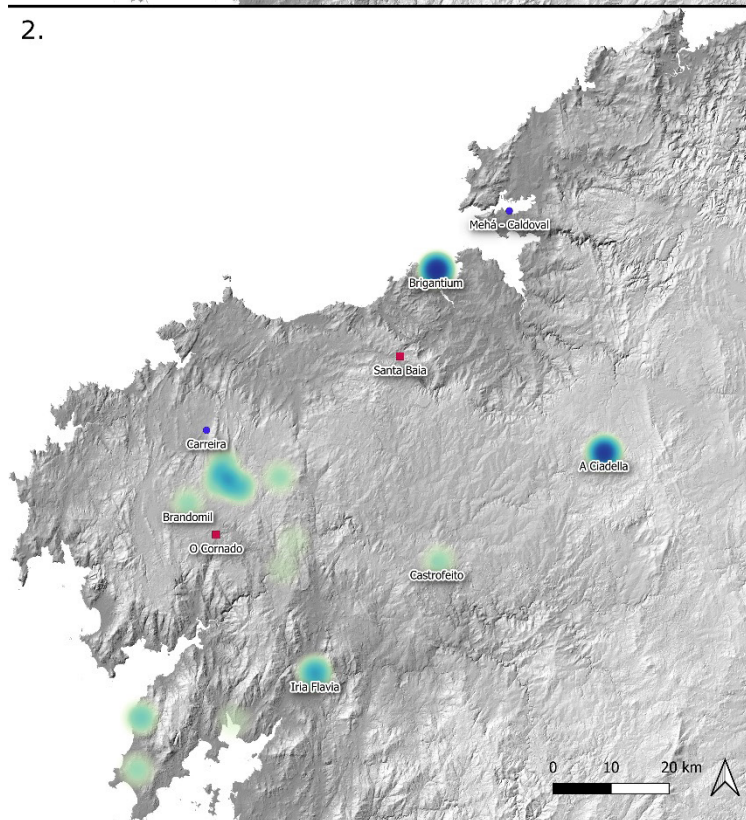 2.
Mehá - Caldoval
Brigantium
Santa Baia
Carreira
A Ciadella
Brandomil
O Cornado
Castrofeito
Iria Flavia
0 10 20 km